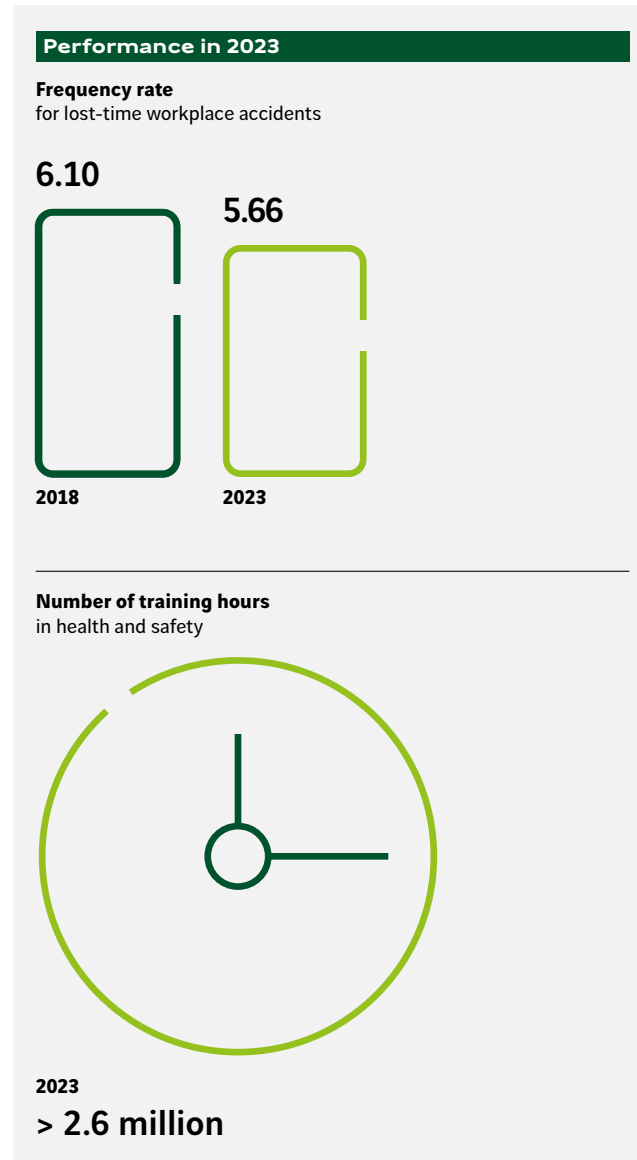 Performance in 2023
Frequency rate
for lost-time workplace accidents
6.10
5.66
2018
2023
Number of training hours
in health and safety
2023
> 2.6 million